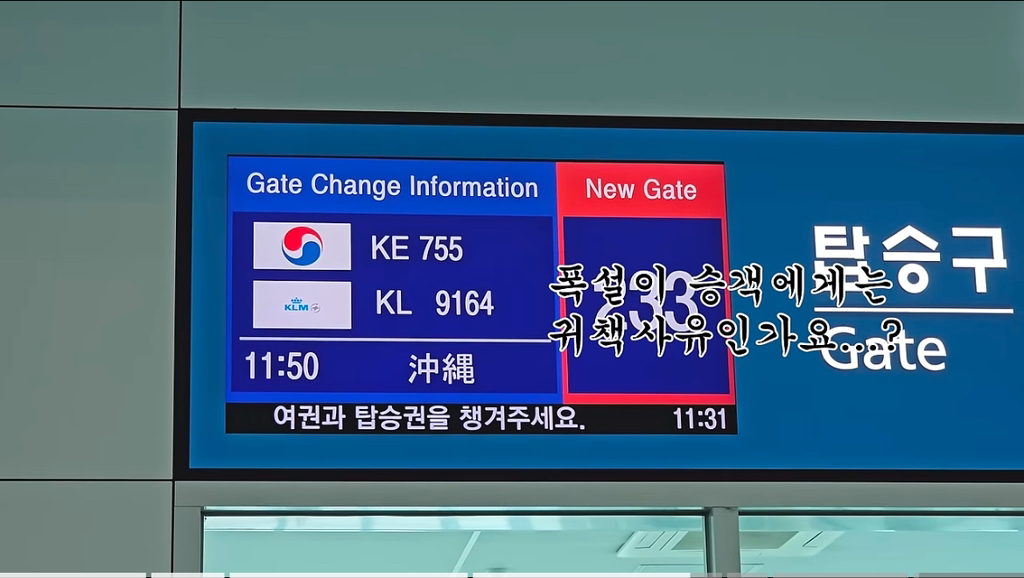 Gate Change Information
New Gate
KE 755
KL 9164
233
11:50 沖縄
여권과 탑승권을 챙겨주세요. 11:31
탑승구
Gate
폭설이 승객에게는
귀책사유인가요...?
KLM